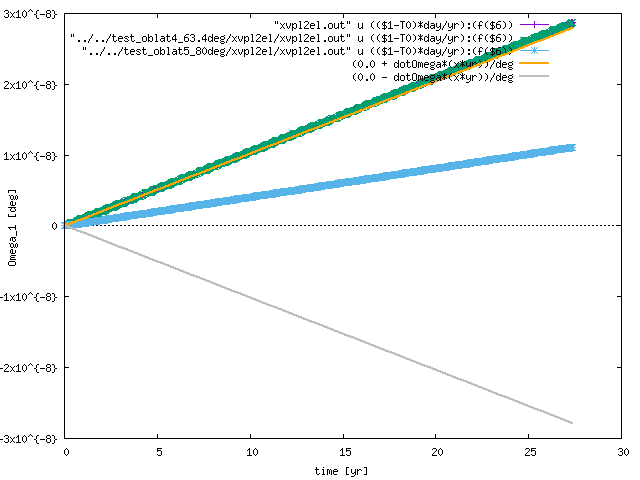 3x10^{-8}
2x10^{-8}
1x10^{-8}
0
-1x10^{-8}
-2x10^{-8}
-3x10^{-8}
Omega_1 [deg]
"xvpl2el.out" u (($1-T0)*day/yr):(f($6))
"../../test_oblat4_63.4deg/xvpl2el/xvpl2el.out" u (($1-T0)*day/yr):(f($6))
"../../test_oblat5_80deg/xvpl2el/xvpl2el.out" u (($1-T0)*day/yr):(f($6))
(0.0 + dotOmega*(x*yr))/deg
(0.0 - dotOmega*(x*yr))/deg
0 5 10 15 20 25 30
time [yr]